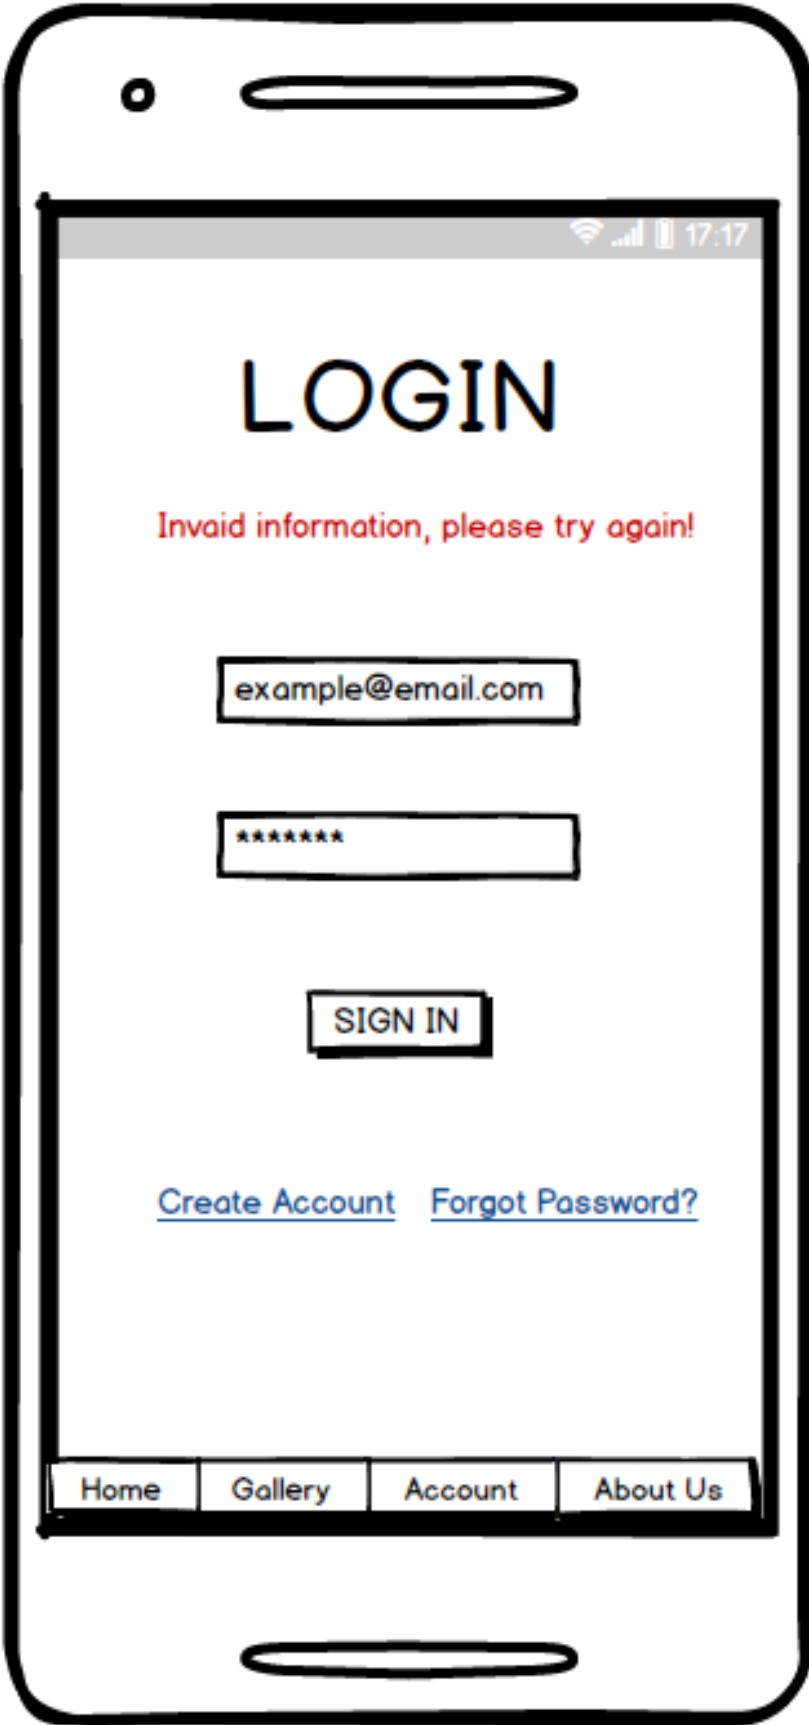 17:17
LOGIN
Invaid information, please try again!
example@email.com
*******
SIGN IN
Create Account Forgot Password?
Home Gallery Account About Us